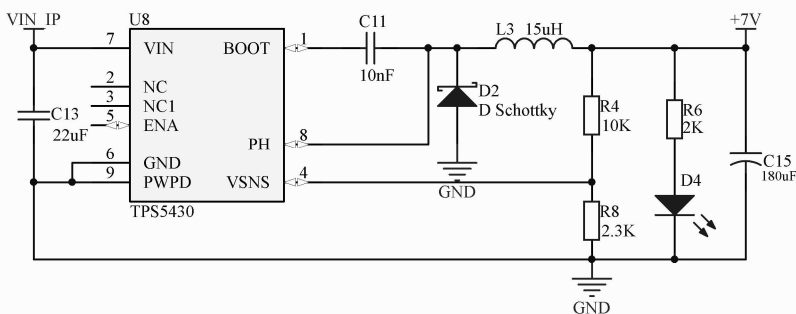 VIN_IP
U8
C11
L3 15uH
+7V
7 VIN BOOT 1
10nF
2 NC
D2
D Schottky
R4
10K
R6
2K
C13
22uF
3 NC1
5 ENA
PH 8
6 GND
9 PWPD VSNS 4
GND
D4
C15
180uF
TPS5430
R8
2.3K
GND